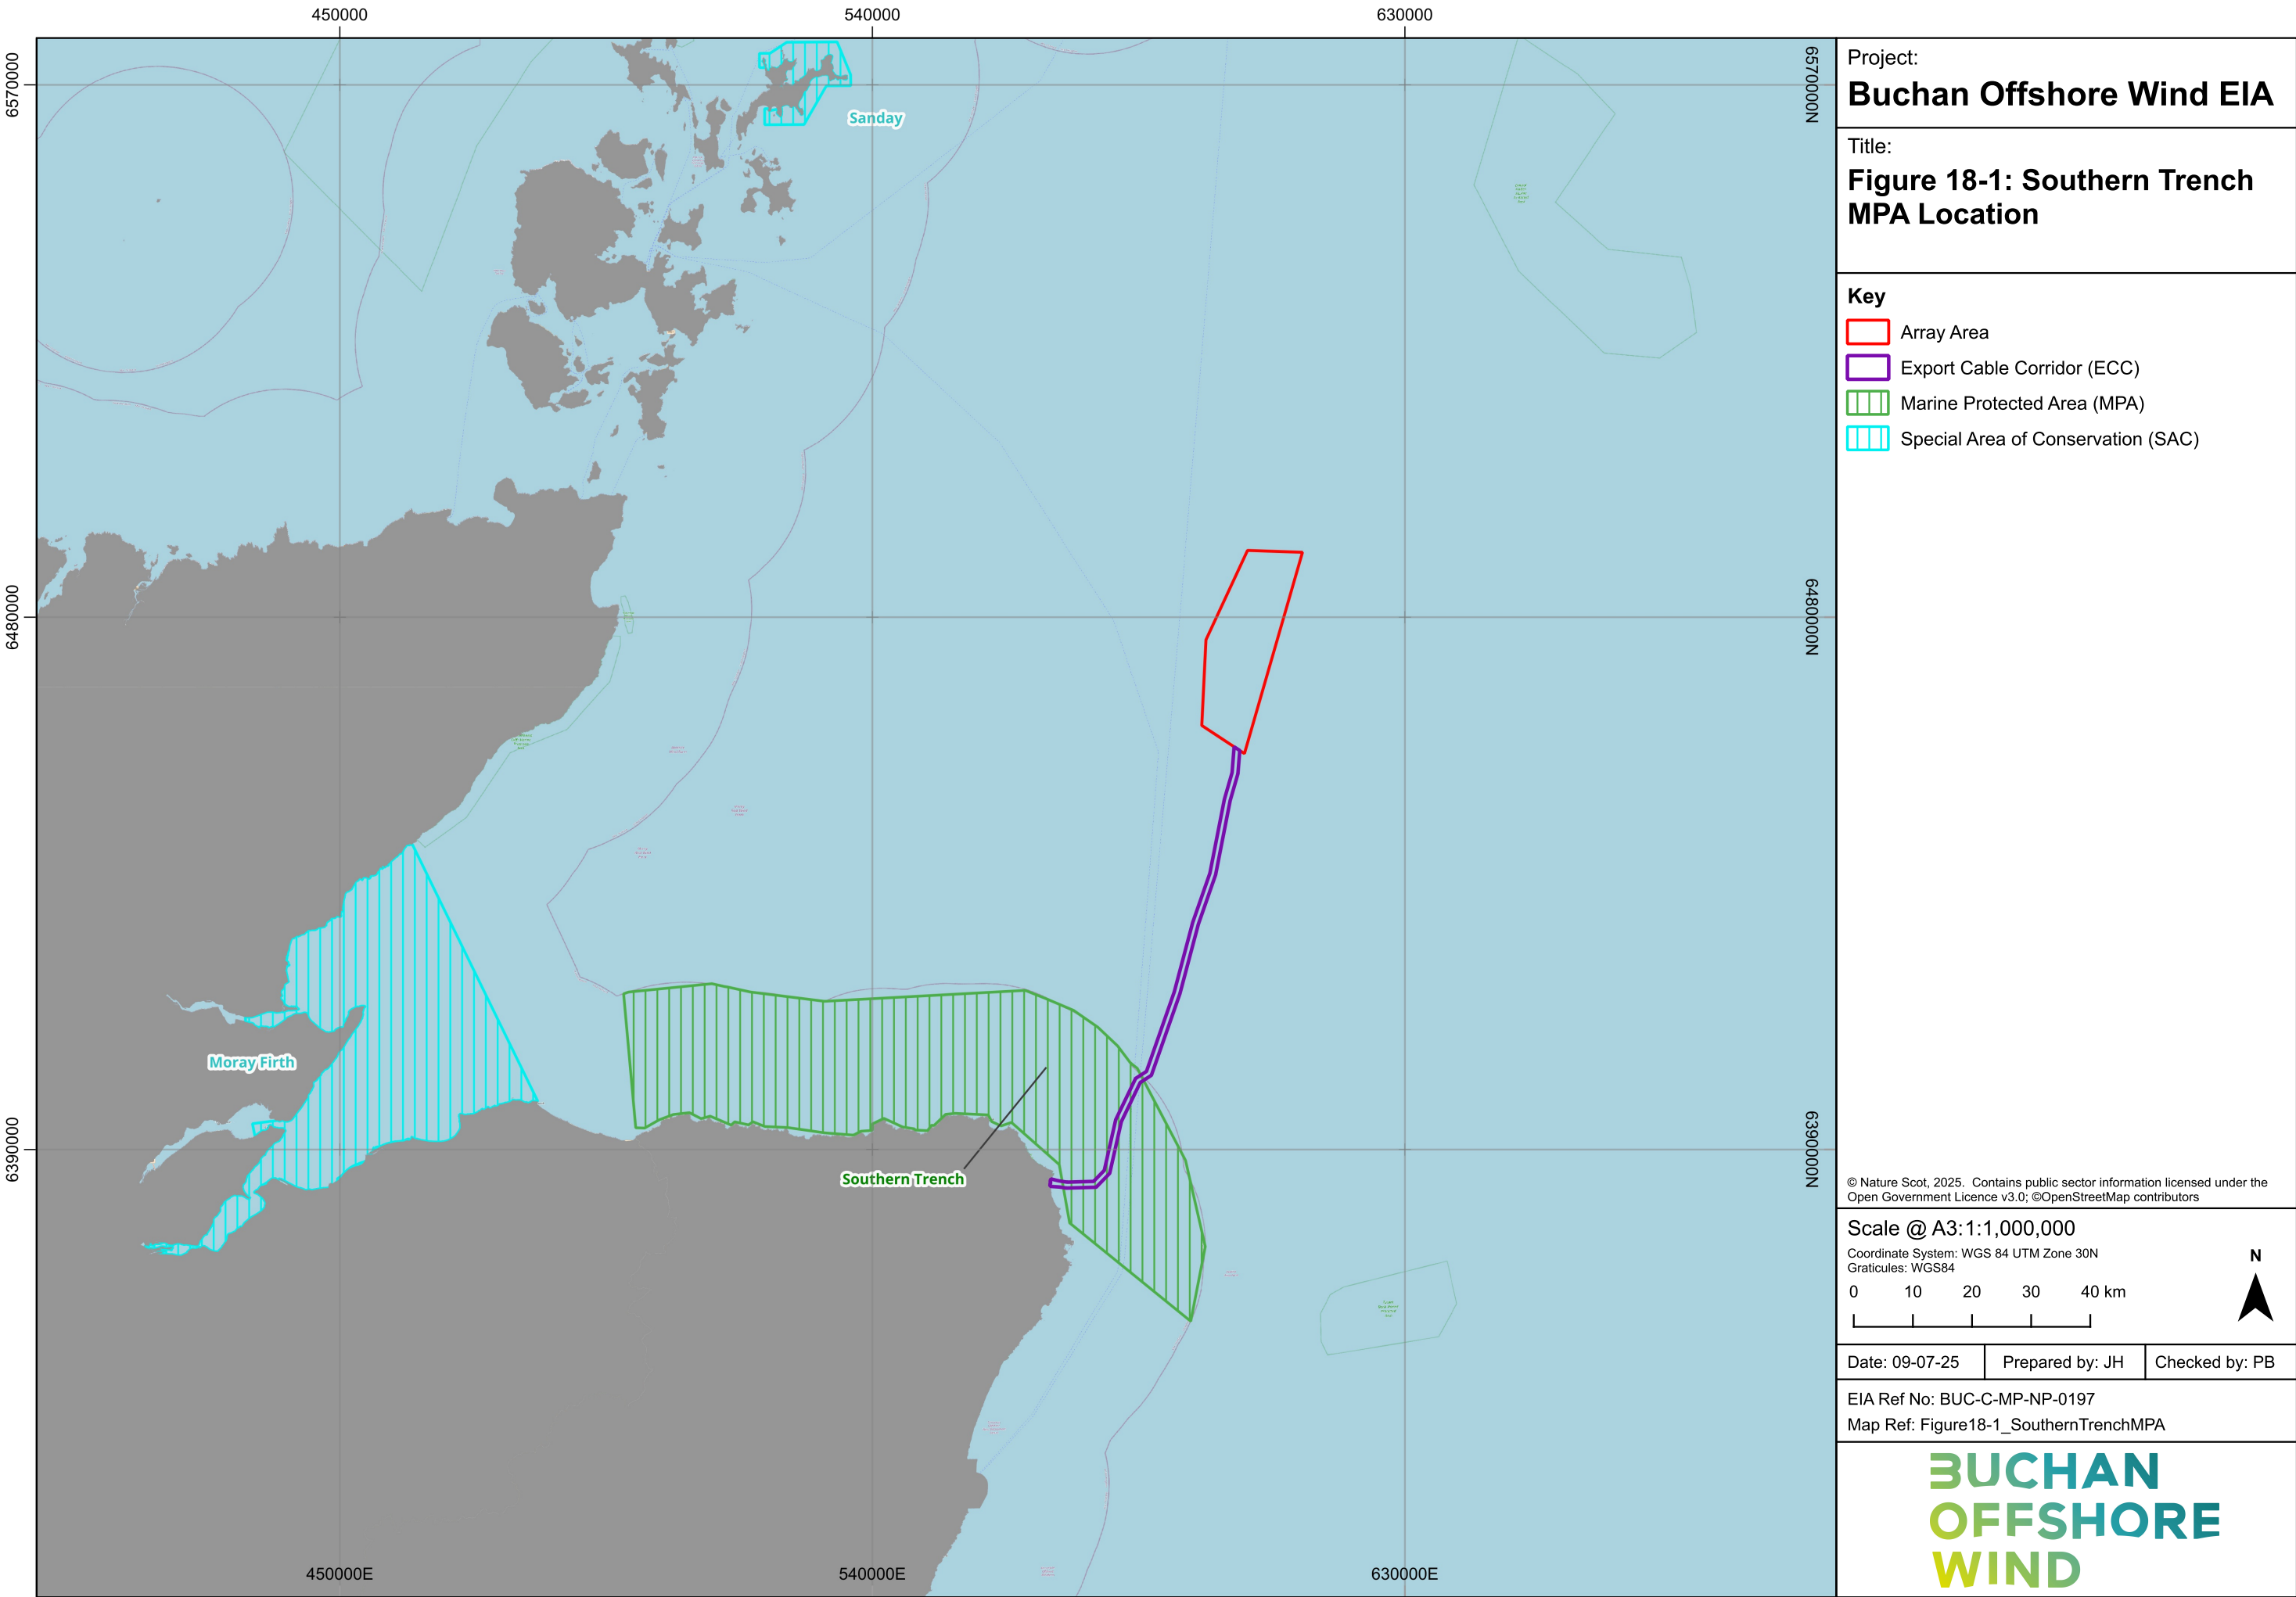 450000
540000
630000
6570000
6570000N
Sanday
6480000
6480000N
Moray Firth
6390000
6390000N
Southern Trench
450000E
540000E
630000E
Project:
Buchan Offshore Wind EIA
Title:
Figure 18-1: Southern Trench
MPA Location
Key
Array Area
Export Cable Corridor (ECC)
Marine Protected Area (MPA)
Special Area of Conservation (SAC)
© Nature Scot, 2025. Contains public sector information licensed under the
Open Government Licence v3.0; ©OpenStreetMap contributors
Scale @ A3:1:1,000,000
Coordinate System: WGS 84 UTM Zone 30N
Graticules: WGS84
N
0 10 20 30 40 km
Date: 09-07-25 Prepared by: JH Checked by: PB
EIA Ref No: BUC-C-MP-NP-0197
Map Ref: Figure18-1_SouthernTrenchMPA
BUCHAN
OFFSHORE
WIND